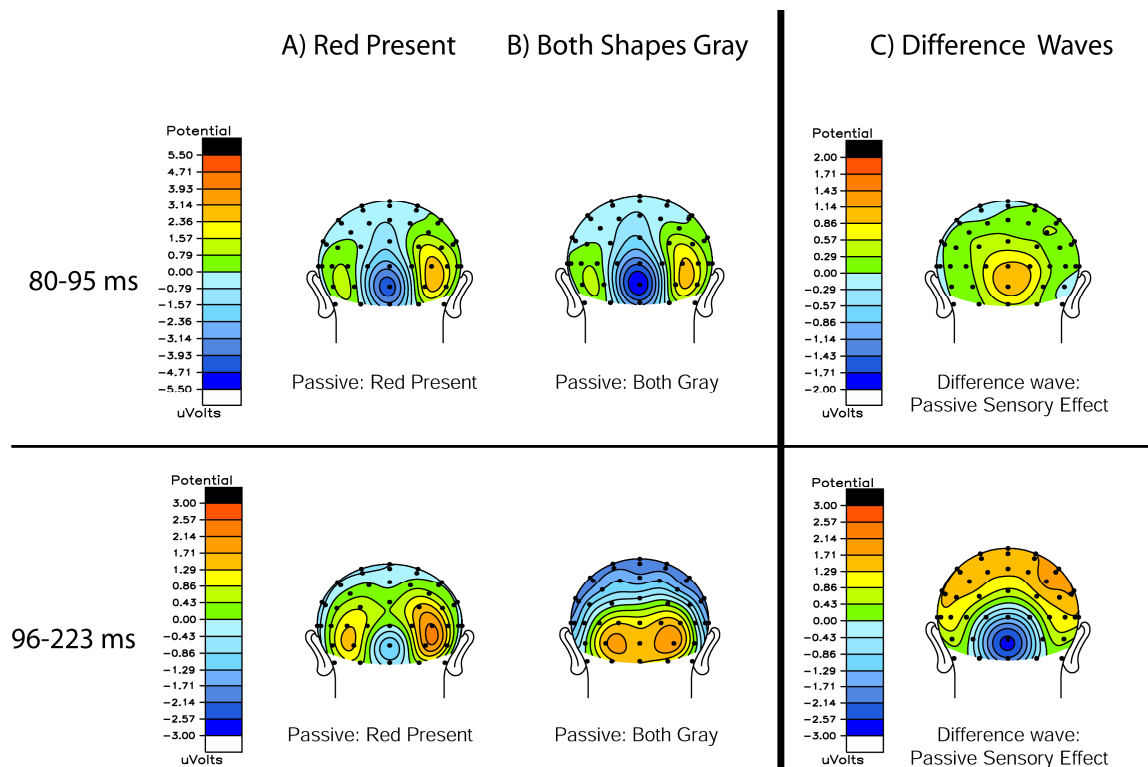 A) Red Present
B) Both Shapes Gray
C) Difference Waves
80-95 ms
Potential
5.50
4.71
3.93
3.14
2.36
1.57
0.79
0.00
-0.79
-1.57
-2.36
-3.14
-3.93
-4.71
-5.50
uVolts
Passive: Red Present
Passive: Both Gray
Potential
2.00
1.71
1.43
1.14
0.86
0.57
0.29
0.00
-0.29
-0.57
-0.86
-1.14
-1.43
-1.71
-2.00
uVolts
Difference wave:
Passive Sensory Effect
96-223 ms
Potential
3.00
2.57
2.14
1.71
1.29
0.86
0.43
0.00
-0.43
-0.86
-1.29
-1.71
-2.14
-2.57
-3.00
uVolts
Passive: Red Present
Passive: Both Gray
Potential
3.00
2.57
2.14
1.71
1.29
0.86
0.43
0.00
-0.43
-0.86
-1.29
-1.71
-2.14
-2.57
-3.00
uVolts
Difference wave:
Passive Sensory Effect